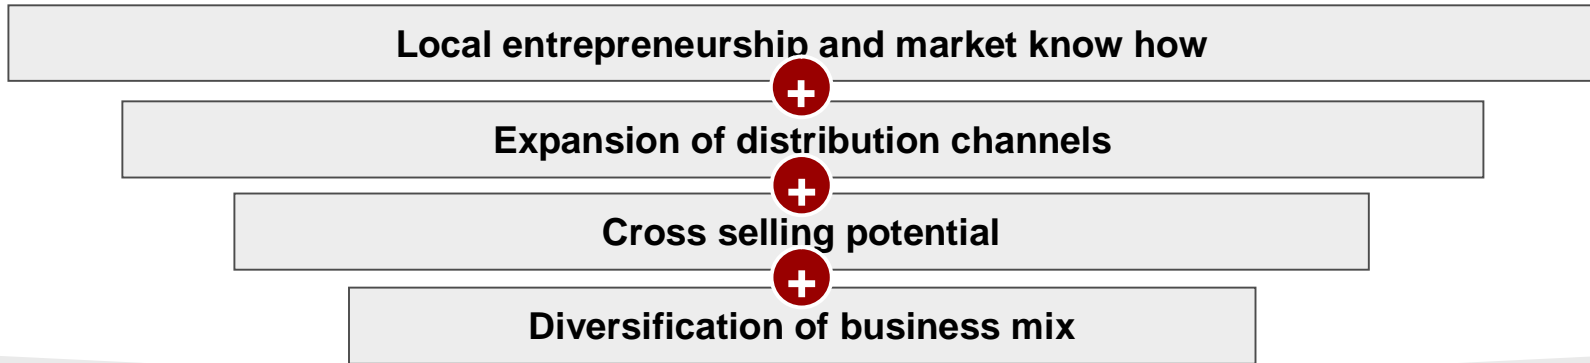 Local entrepreneurship and market know how
+
Expansion of distribution channels
+
Cross selling potential
+
Diversification of business mix